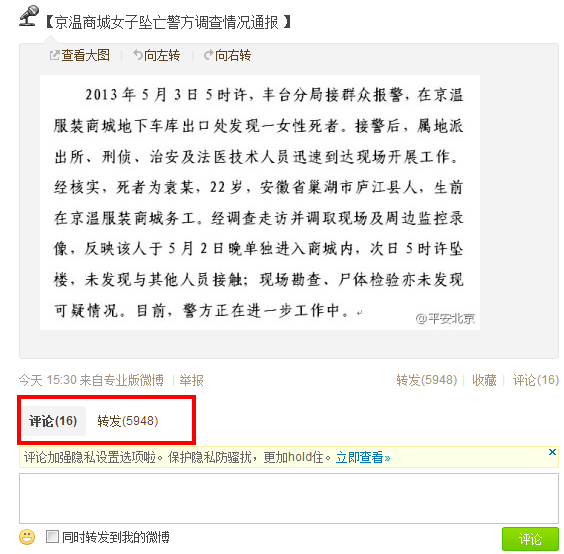 【京温商城女子坠亡警方调查情况通报 】
查看大图 向左转 向右转
2013年5月3日5时许，丰台分局接群众报警，在京温
服装商城地下车库出口处发现一女性死者。接警后，属地派
出所、刑侦、治安及法医技术人员迅速到达现场开展工作。
经核实，死者为袁某，22岁，安徽省巢湖市庐江县人，生前
在京温服装商城务工。经调查走访并调取现场及周边监控录
像，反映该人于5月2日晚单独进入商城内，次日5时许坠
楼，未发现与其他人员接触；现场勘查、尸体检验亦未发现
可疑情况。目前，警方正在进一步工作中。
@平安北京
今天 15:30 来自专业版微博 | 举报 转发(5948) | 收藏 | 评论(16)
评论(16) 转发(5948)
评论加强隐私设置选项啦。保护隐私防骚扰，更加hold住。立即查看»
同时转发到我的微博 评论